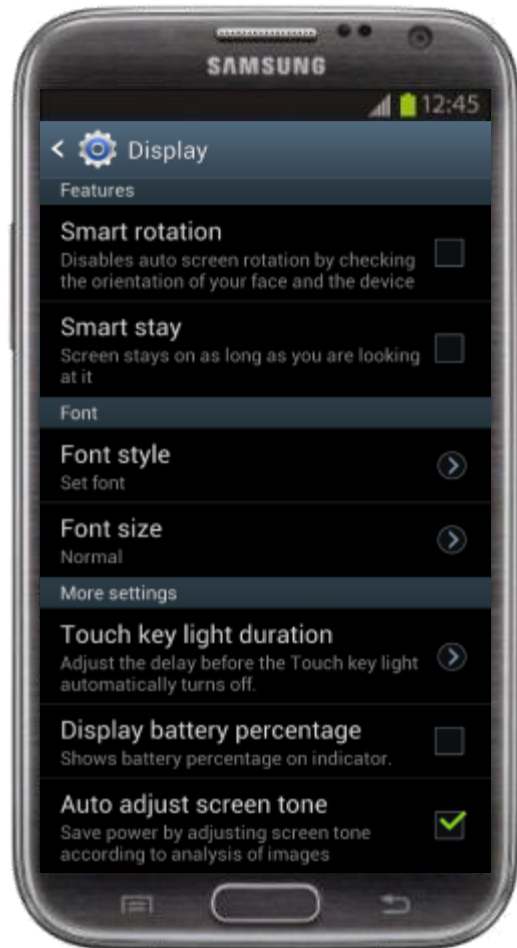 SAMSUNG
12:45
Display
Features
Smart rotation
Disables auto screen rotation by checking
the orientation of your face and the device
Smart stay
Screen stays on as long as you are looking
at it
Font
Font style
Set font
Font size
Normal
More settings
Touch key light duration
Adjust the delay before the Touch key light
automatically turns off.
Display battery percentage
Shows battery percentage on indicator.
Auto adjust screen tone
Save power by adjusting screen tone
according to analysis of images